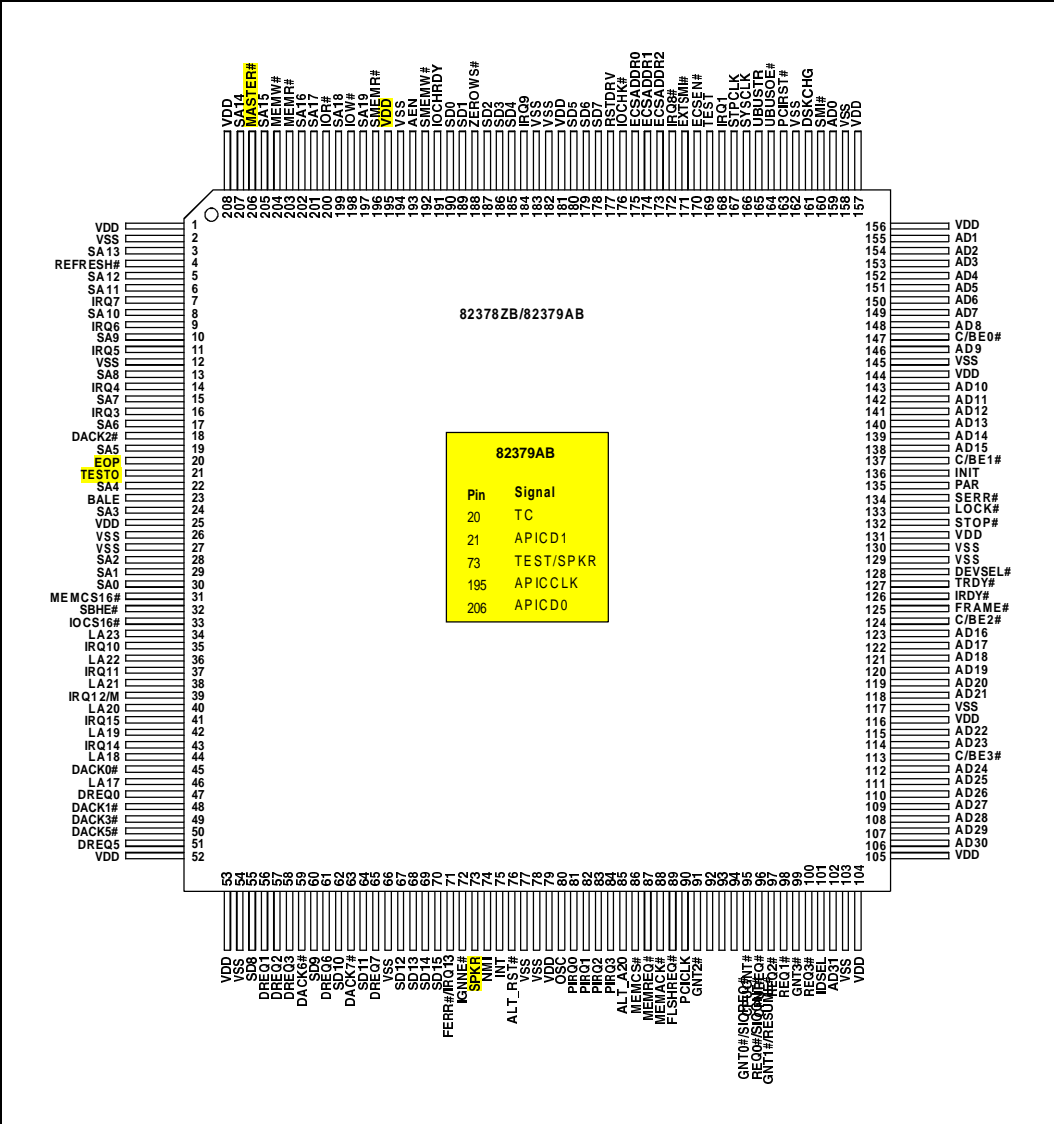 VDD
SA14
MASTER#
SA15
MEMW#
MEMR#
SA16
SA17
IOR#
SA18
IOW#
SA19
SMEMR#
VDD
VSS
AEN
SMEMW#
IOCHRDY
SD0
SD1
ZEROWS#
SD2
SD3
SD4
IRQ9
VSS
VSS
VDD
SD5
SD6
SD7
RSTDRV
IOCHK#
ECSADDR0
ECSADDR1
ECSADDR2
IRQ8#
EXTSMI#
ECSEN#
TEST
IRQ1
STPCLK
SYSCLK
UBUSTR
UBUSOE#
PCIRST#
VSS
DSKCHG
SMI#
AD0
VSS
VDD
208
207
206
205
204
203
202
201
200
199
198
197
196
195
194
193
192
191
190
189
188
187
186
185
184
183
182
181
180
179
178
177
176
175
174
173
172
171
170
169
168
167
166
165
164
163
162
161
160
159
158
157
VDD 1
VSS 2
SA13 3
REFRESH# 4
SA12 5
SA11 6
IRQ7 7
SA10 8
IRQ6 9
SA9 10
IRQ5 11
VSS 12
SA8 13
IRQ4 14
SA7 15
IRQ3 16
SA6 17
DACK2# 18
SA5 19
EOP 20
TESTO 21
SA4 22
BALE 23
SA3 24
VDD 25
VSS 26
VSS 27
SA2 28
SA1 29
SA0 30
MEMCS16# 31
SBHE# 32
IOCS16# 33
LA23 34
IRQ10 35
LA22 36
IRQ11 37
LA21 38
IRQ12/M 39
LA20 40
IRQ15 41
LA19 42
IRQ14 43
LA18 44
DACK0# 45
LA17 46
DREQ0 47
DACK1# 48
DACK3# 49
DACK5# 50
DREQ5 51
VDD 52
82378ZB/82379AB
82379AB
Pin Signal
20 TC
21 APICD1
73 TEST/SPKR
195 APICCLK
206 APICD0
156 VDD
155 AD1
154 AD2
153 AD3
152 AD4
151 AD5
150 AD6
149 AD7
148 AD8
147 C/BE0#
146 AD9
145 VSS
144 VDD
143 AD10
142 AD11
141 AD12
140 AD13
139 AD14
138 AD15
137 C/BE1#
136 INIT
135 PAR
134 SERR#
133 LOCK#
132 STOP#
131 VDD
130 VSS
129 VSS
128 DEVSEL#
127 TRDY#
126 IRDY#
125 FRAME#
124 C/BE2#
123 AD16
122 AD17
121 AD18
120 AD19
119 AD20
118 AD21
117 VSS
116 VDD
115 AD22
114 AD23
113 C/BE3#
112 AD24
111 AD25
110 AD26
109 AD27
108 AD28
107 AD29
106 AD30
105 VDD
53
54
55
56
57
58
59
60
61
62
63
64
65
66
67
68
69
70
71
72
73
74
75
76
77
78
79
80
81
82
83
84
85
86
87
88
89
90
91
92
93
94
95
96
97
98
99
100
101
102
103
104
VDD
VSS
SD8
DREQ1
DREQ2
DREQ3
DACK6#
SD9
DREQ6
SD10
DACK7#
SD11
DREQ7
VSS
SD12
SD13
SD14
SD15
FERR#/IRQ13
IGNNE#
SPKR
NMI
INT
ALT_RST#
VSS
VSS
VDD
OSC
PIRQ0
PIRQ1
PIRQ2
PIRQ3
ALT_A20
MEMCS#
MEMREQ#
MEMACK#
FLSHREQ#
PCICLK
GNT2#
GNT0#/SIOREQ#
GNT1#/RESUME#
REQ2#
REQ1#
GNT3#
REQ3#
IDSEL
AD31
VSS
VDD